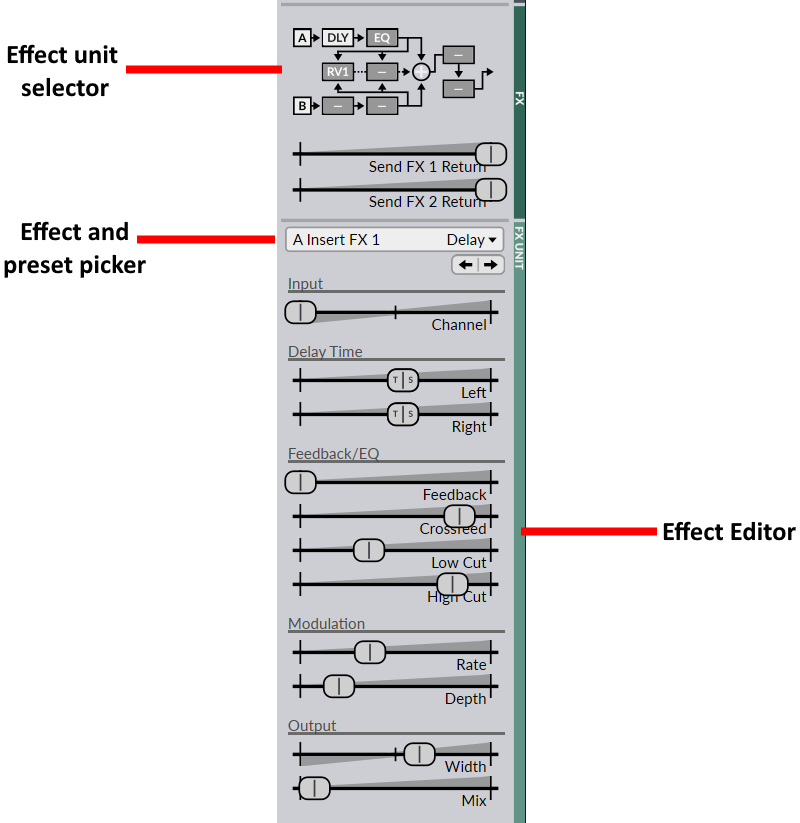 Effect unit
selector
A DLY EQ –
RV1 – + –
B – –
FX
Send FX 1 Return
Send FX 2 Return
Effect and
preset picker
A Insert FX 1 Delay
FX UNIT
Input
Channel
Delay Time
T S
Left
T S
Right
Feedback/EQ
Feedback
Crossfeed
Low Cut
High Cut
Effect Editor
Modulation
Rate
Depth
Output
Width
Mix